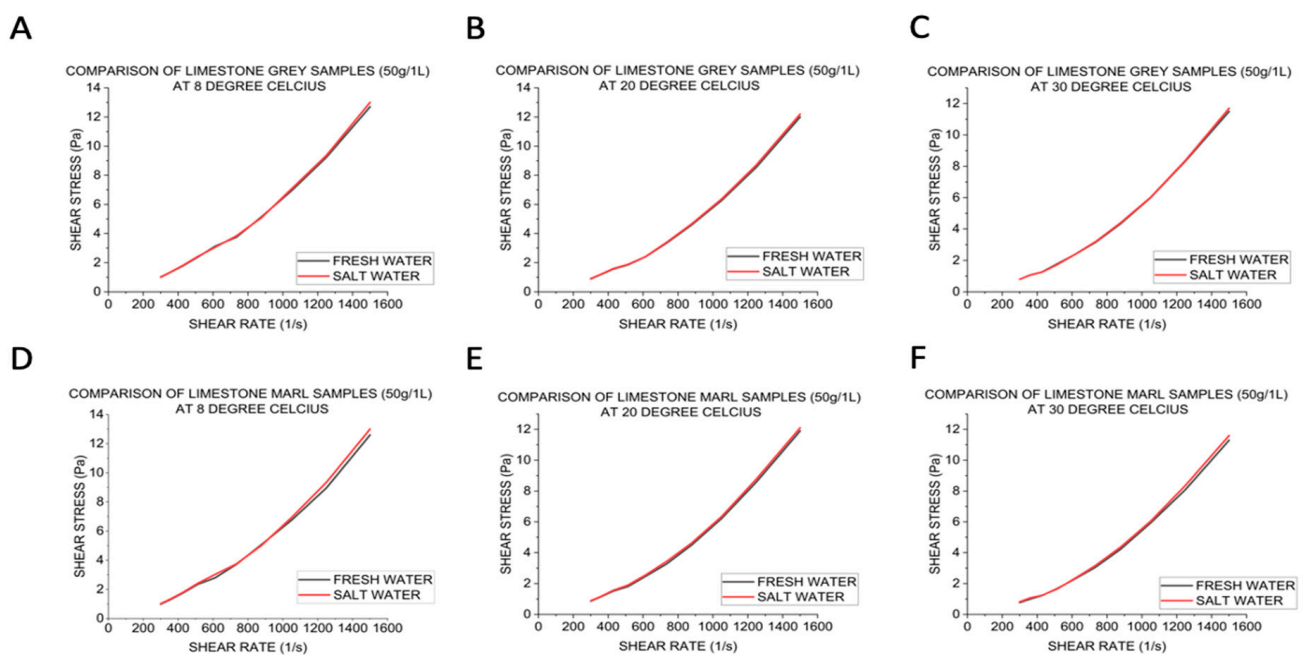 A
COMPARISON OF LIMESTONE GREY SAMPLES (50g/1L)
AT 8 DEGREE CELCIUS
SHEAR STRESS (Pa)
14
12
10
8
6
4
2
0
FRESH WATER
SALT WATER
0 200 400 600 800 1000 1200 1400 1600
SHEAR RATE (1/s)
B
COMPARISON OF LIMESTONE GREY SAMPLES (50g/1L)
AT 20 DEGREE CELCIUS
SHEAR STRESS (Pa)
14
12
10
8
6
4
2
0
FRESH WATER
SALT WATER
0 200 400 600 800 1000 1200 1400 1600
SHEAR RATE (1/s)
C
COMPARISON OF LIMESTONE GREY SAMPLES (50g/1L)
AT 30 DEGREE CELCIUS
SHEAR STRESS (Pa)
12
10
8
6
4
2
0
FRESH WATER
SALT WATER
0 200 400 600 800 1000 1200 1400 1600
SHEAR RATE (1/s)
D
COMPARISON OF LIMESTONE MARL SAMPLES (50g/1L)
AT 8 DEGREE CELCIUS
SHEAR STRESS (Pa)
14
12
10
8
6
4
2
0
FRESH WATER
SALT WATER
0 200 400 600 800 1000 1200 1400 1600
SHEAR RATE (1/s)
E
COMPARISON OF LIMESTONE MARL SAMPLES (50g/1L)
AT 20 DEGREE CELCIUS
SHEAR STRESS (Pa)
12
10
8
6
4
2
0
FRESH WATER
SALT WATER
0 200 400 600 800 1000 1200 1400 1600
SHEAR RATE (1/s)
F
COMPARISON OF LIMESTONE MARL SAMPLES (50g/1L)
AT 30 DEGREE CELCIUS
SHEAR STRESS (Pa)
12
10
8
6
4
2
0
FRESH WATER
SALT WATER
0 200 400 600 800 1000 1200 1400 1600
SHEAR RATE (1/s)